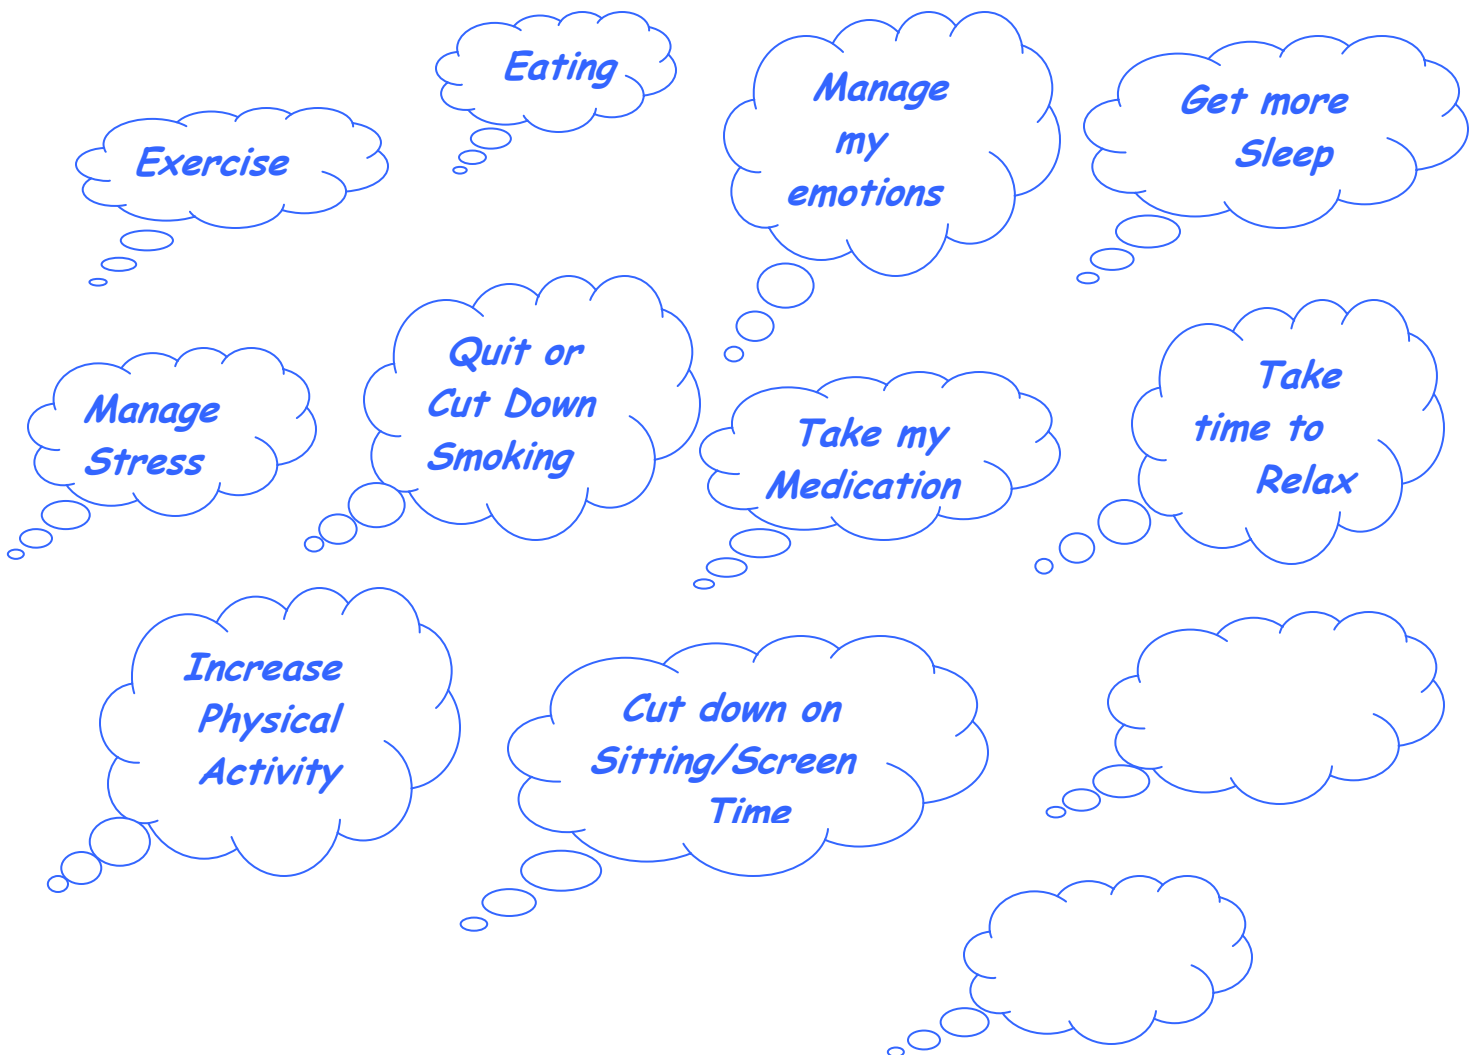 Eating
Exercise
Manage
my
emotions
Get more
Sleep
Manage
Stress
Quit or
Cut Down
Smoking
Take my
Medication
Take
time to
Relax
Increase
Physical
Activity
Cut down on
Sitting/Screen
Time